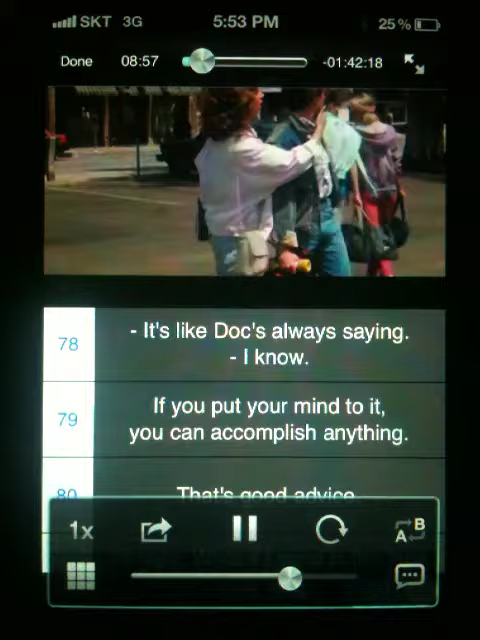 SKT 3G 5:53 PM 25%
Done 08:57 -01:42:18
78 - It's like Doc's always saying.
- I know.
79 If you put your mind to it,
you can accomplish anything.
80 That's good advice.
1x A B